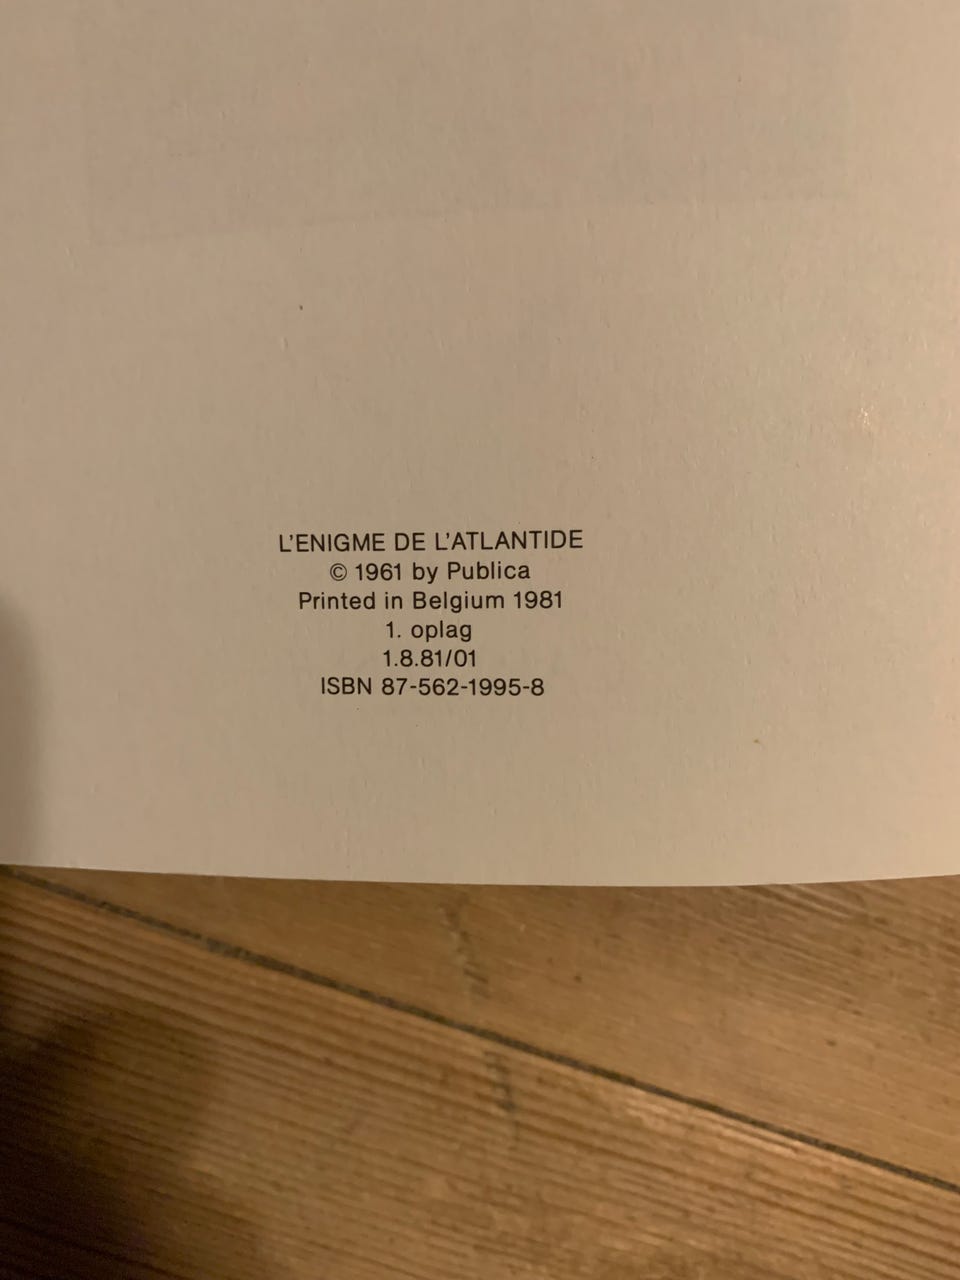 L'ENIGME DE L'ATLANTIDE
© 1961 by Publica
Printed in Belgium 1981
1. oplag
1.8.81/01
ISBN 87-562-1995-8